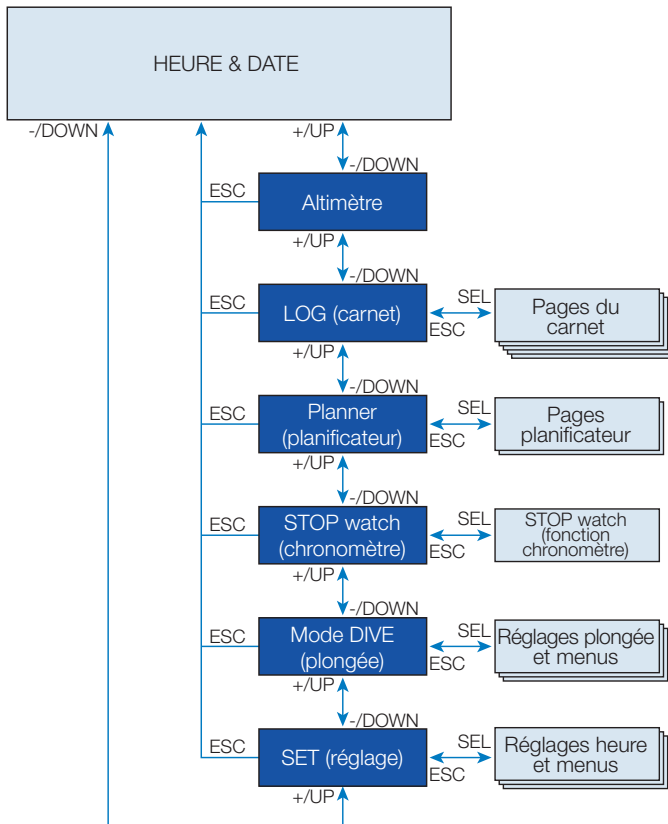 HEURE & DATE
-/DOWN
+/UP
-/DOWN
ESC
Altimètre
+/UP
-/DOWN
ESC
LOG (carnet)
SEL
ESC
Pages du
carnet
+/UP
-/DOWN
ESC
Planner
(planificateur)
SEL
ESC
Pages
planificateur
+/UP
-/DOWN
ESC
STOP watch
(chronomètre)
SEL
ESC
STOP watch
(fonction
chronomètre)
+/UP
-/DOWN
ESC
Mode DIVE
(plongée)
SEL
ESC
Réglages plongée
et menus
+/UP
-/DOWN
ESC
SET (réglage)
SEL
ESC
Réglages heure
et menus
+/UP